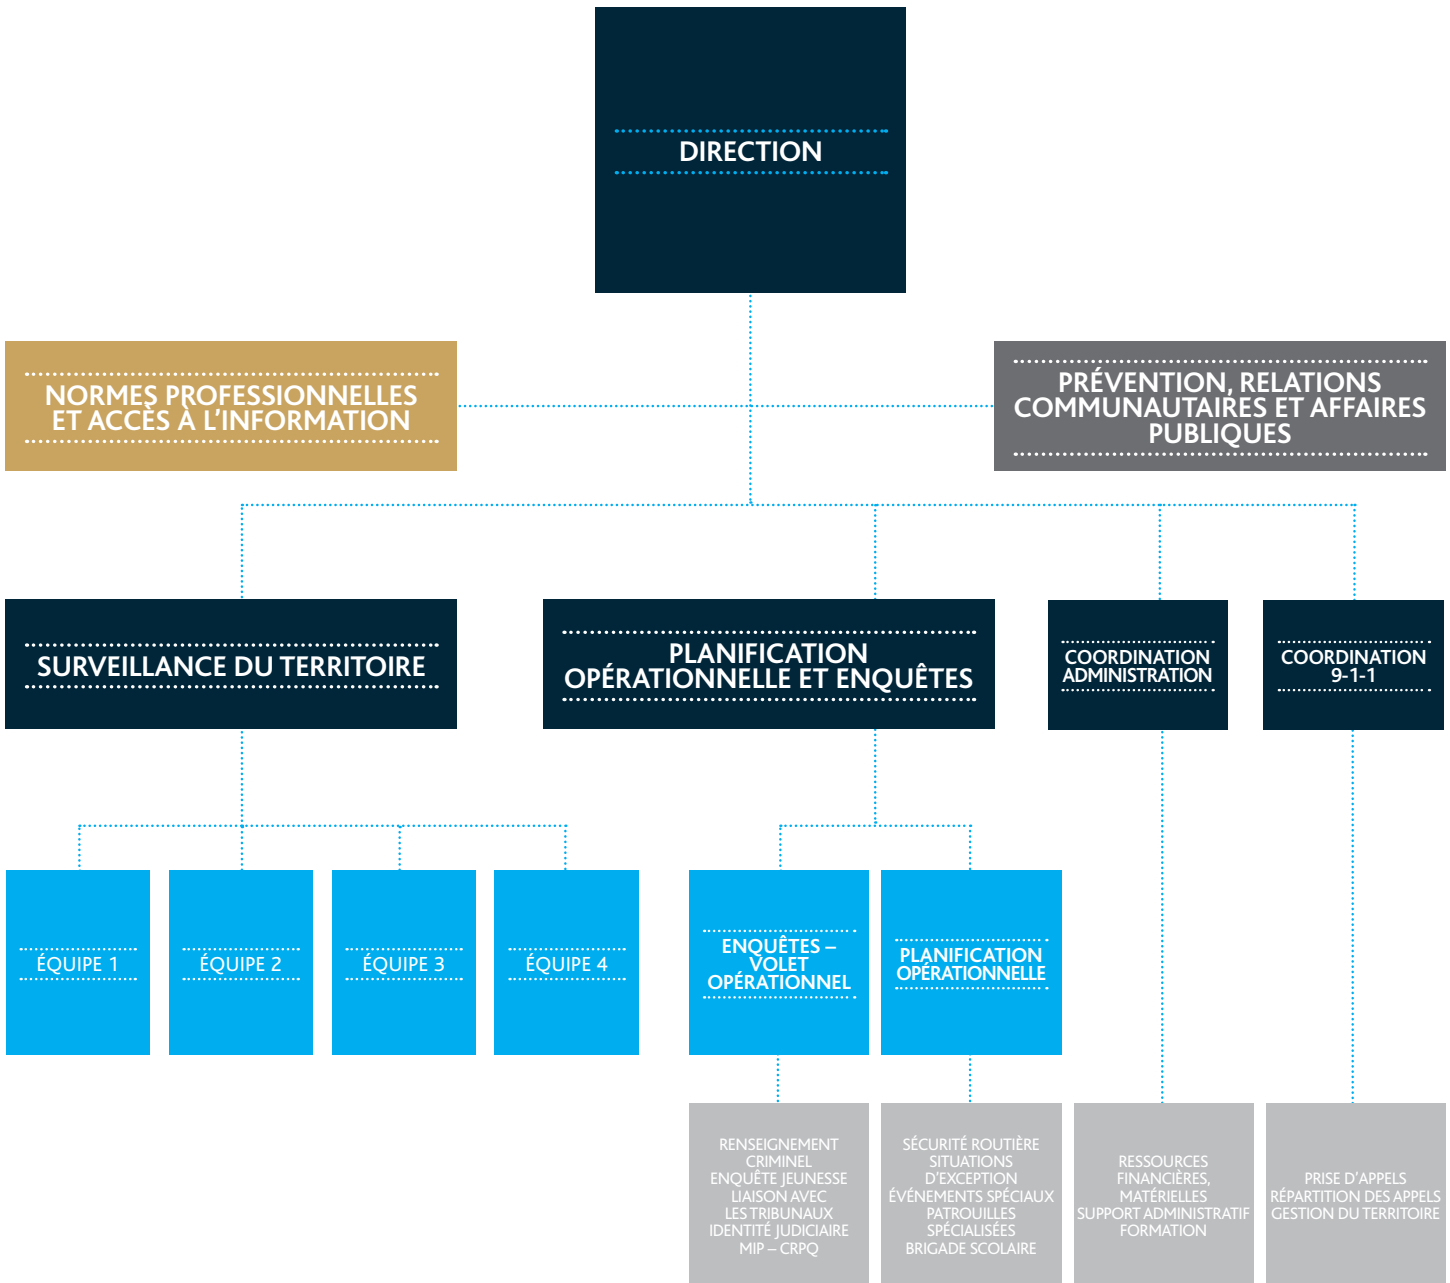 DIRECTION
NORMES PROFESSIONNELLES
ET ACCÈS À L'INFORMATION
PRÉVENTION, RELATIONS
COMMUNAUTAIRES ET AFFAIRES
PUBLIQUES
SURVEILLANCE DU TERRITOIRE
PLANIFICATION
OPÉRATIONNELLE ET ENQUÊTES
COORDINATION
ADMINISTRATION
COORDINATION
9-1-1
ÉQUIPE 1
ÉQUIPE 2
ÉQUIPE 3
ÉQUIPE 4
ENQUÊTES –
VOLET
OPÉRATIONNEL
PLANIFICATION
OPÉRATIONNELLE
RENSEIGNEMENT
CRIMINEL
ENQUÊTE JEUNESSE
LIAISON AVEC
LES TRIBUNAUX
IDENTITÉ JUDICIAIRE
MIP – CRPQ
SÉCURITÉ ROUTIÈRE
SITUATIONS
D'EXCEPTION
ÉVÉNEMENTS SPÉCIAUX
PATROUILLES
SPÉCIALISÉES
BRIGADE SCOLAIRE
RESSOURCES
FINANCIÈRES,
MATÉRIELLES
SUPPORT ADMINISTRATIF
FORMATION
PRISE D'APPELS
RÉPARTITION DES APPELS
GESTION DU TERRITOIRE